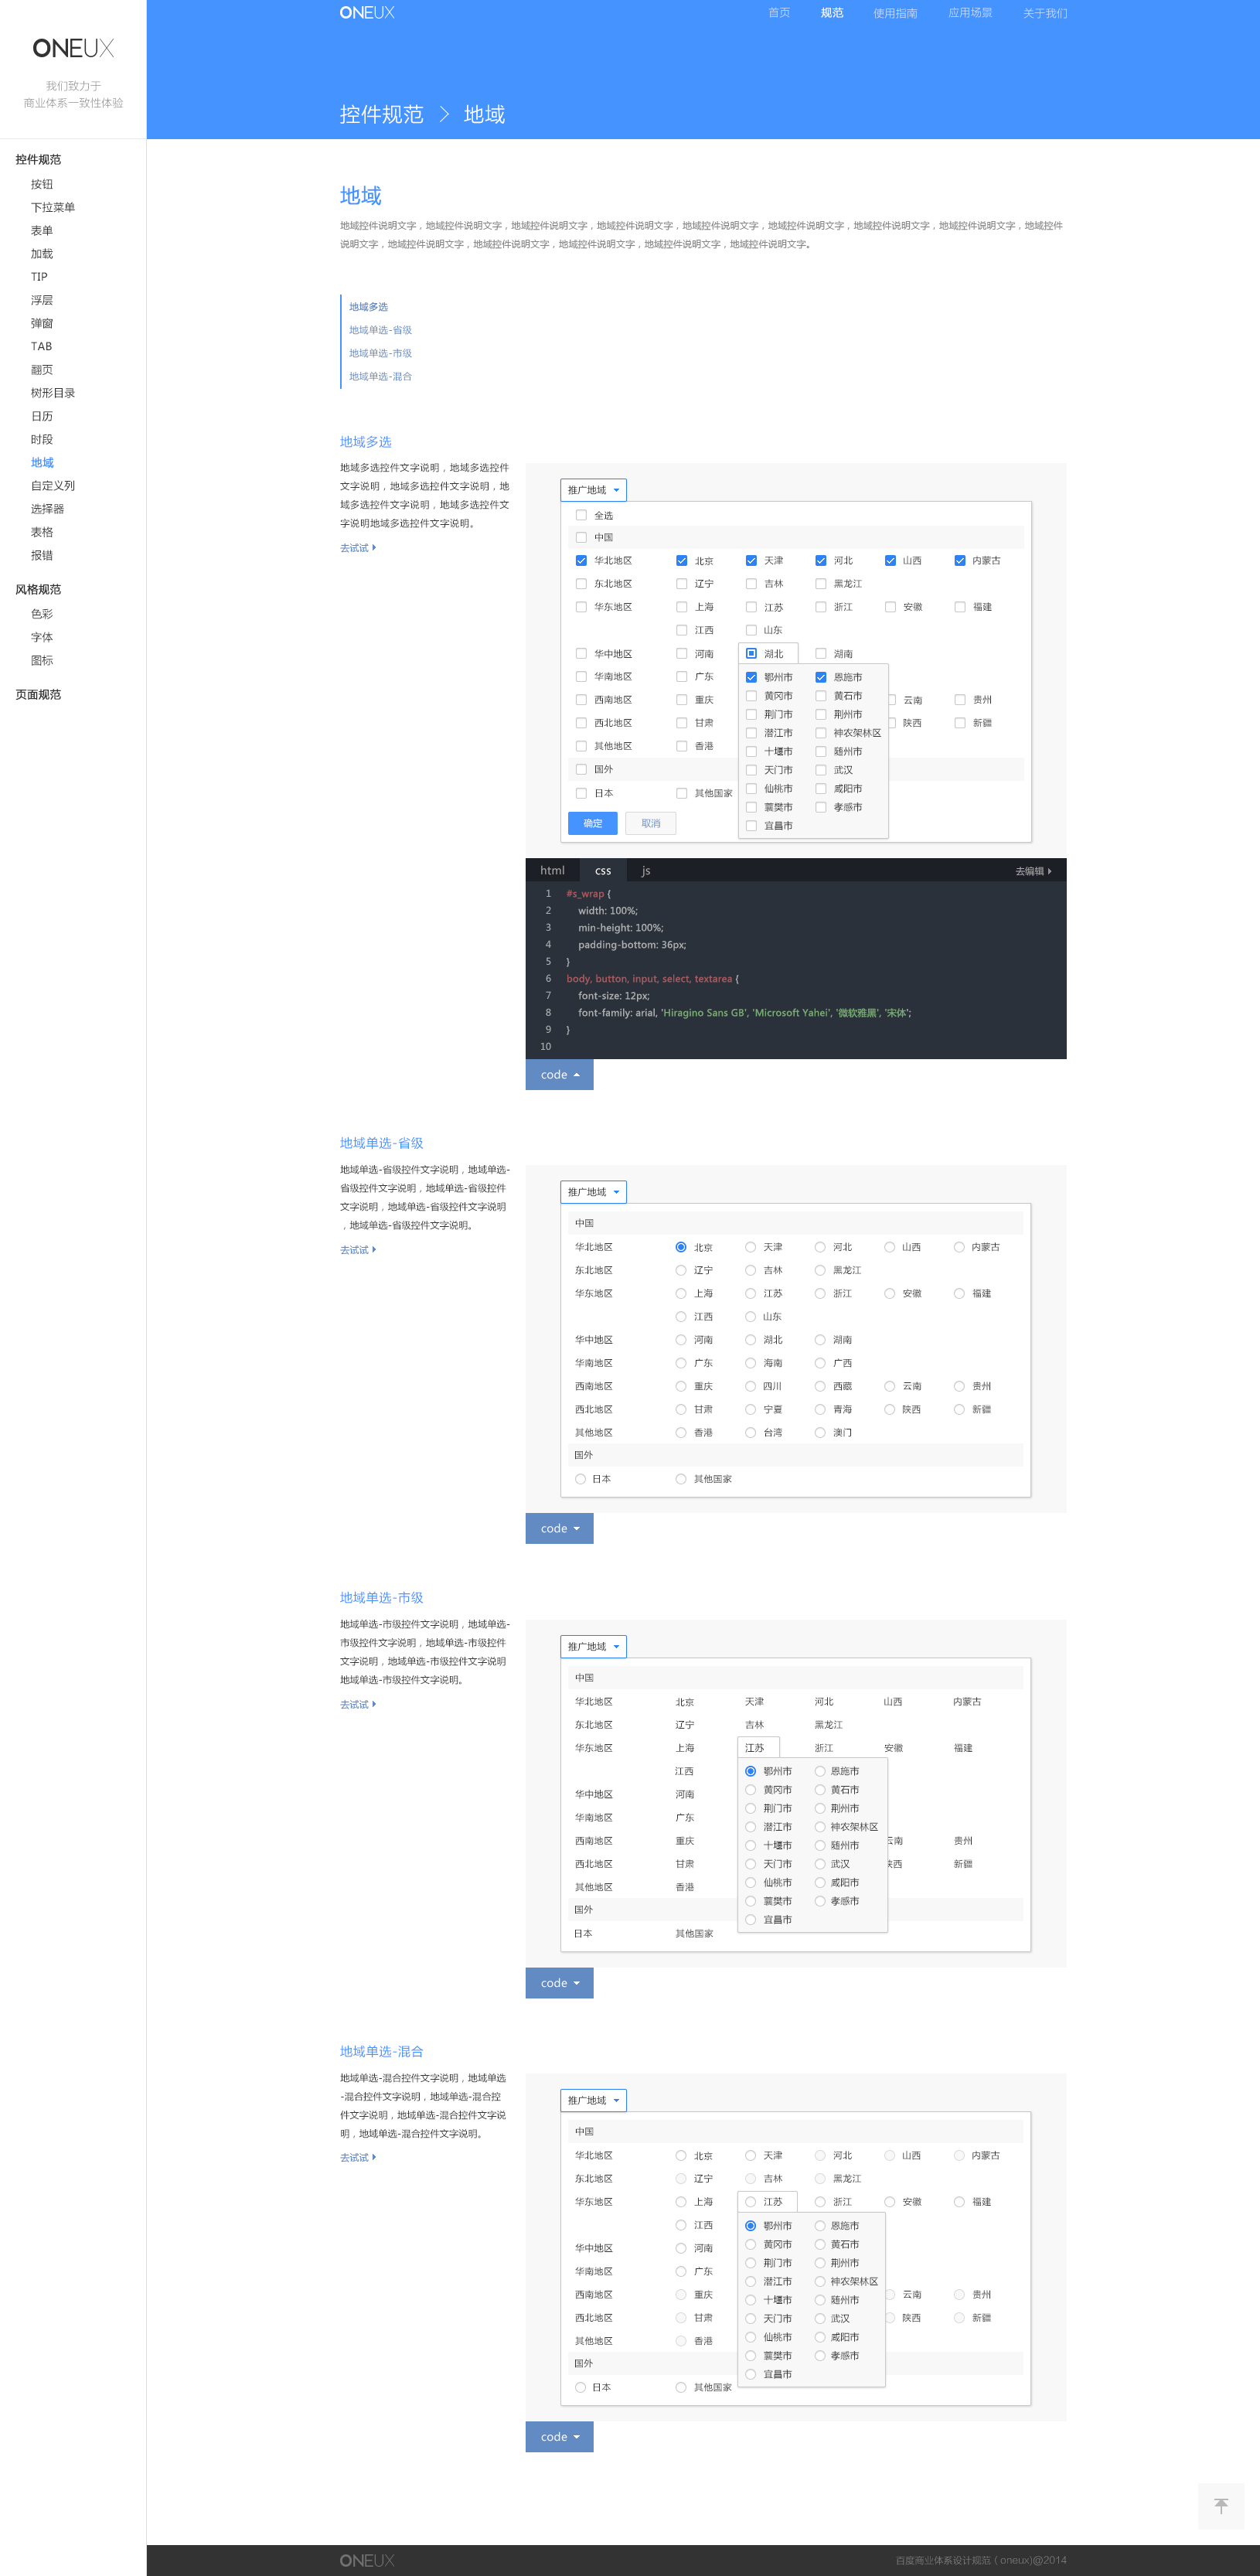 ONEUX
我们致力于
商业体系一致性体验
控件规范
按钮
下拉菜单
表单
加载
TIP
浮层
弹窗
TAB
翻页
树形目录
日历
时段
地域
自定义列
选择器
表格
报错
风格规范
色彩
字体
图标
页面规范
ONEUX
首页 规范 使用指南 应用场景 关于我们
控件规范 > 地域
地域
地域控件说明文字，地域控件说明文字，地域控件说明文字，地域控件说明文字，地域控件说明文字，地域控件说明文字，地域控件说明文字，地域控件说明文字，地域控件
说明文字，地域控件说明文字，地域控件说明文字，地域控件说明文字，地域控件说明文字，地域控件说明文字。
地域多选
地域单选-省级
地域单选-市级
地域单选-混合
地域多选
地域多选控件文字说明，地域多选控件
文字说明，地域多选控件文字说明，地
域多选控件文字说明，地域多选控件文
字说明地域多选控件文字说明。
去试试
推广地域
全选
中国
华北地区 北京 天津 河北 山西 内蒙古
东北地区 辽宁 吉林 黑龙江
华东地区 上海 江苏 浙江 安徽 福建
江西 山东
华中地区 河南 湖北 湖南
华南地区 广东
西南地区 重庆 云南 贵州
西北地区 甘肃 陕西 新疆
其他地区 香港
国外
日本 其他国家
鄂州市 恩施市
黄冈市 黄石市
荆门市 荆州市
潜江市 神农架林区
十堰市 随州市
天门市 武汉
仙桃市 咸阳市
襄樊市 孝感市
宜昌市
确定 取消
html css js 去编辑
1 #s_wrap {
2 width: 100%;
3 min-height: 100%;
4 padding-bottom: 36px;
5 }
6 body, button, input, select, textarea {
7 font-size: 12px;
8 font-family: arial, 'Hiragino Sans GB', 'Microsoft Yahei', '微软雅黑', '宋体';
9 }
10
code
地域单选-省级
地域单选-省级控件文字说明，地域单选-
省级控件文字说明，地域单选-省级控件
文字说明，地域单选-省级控件文字说明
，地域单选-省级控件文字说明。
去试试
推广地域
中国
华北地区 北京 天津 河北 山西 内蒙古
东北地区 辽宁 吉林 黑龙江
华东地区 上海 江苏 浙江 安徽 福建
江西 山东
华中地区 河南 湖北 湖南
华南地区 广东 海南 广西
西南地区 重庆 四川 西藏 云南 贵州
西北地区 甘肃 宁夏 青海 陕西 新疆
其他地区 香港 台湾 澳门
国外
日本 其他国家
code
地域单选-市级
地域单选-市级控件文字说明，地域单选-
市级控件文字说明，地域单选-市级控件
文字说明，地域单选-市级控件文字说明
地域单选-市级控件文字说明。
去试试
推广地域
中国
华北地区 北京 天津 河北 山西 内蒙古
东北地区 辽宁 吉林 黑龙江
华东地区 上海 江苏 浙江 安徽 福建
江西
华中地区 河南
华南地区 广东
西南地区 重庆 云南 贵州
西北地区 甘肃 陕西 新疆
其他地区 香港
国外
日本 其他国家
鄂州市 恩施市
黄冈市 黄石市
荆门市 荆州市
潜江市 神农架林区
十堰市 随州市
天门市 武汉
仙桃市 咸阳市
襄樊市 孝感市
宜昌市
code
地域单选-混合
地域单选-混合控件文字说明，地域单选
-混合控件文字说明，地域单选-混合控
件文字说明，地域单选-混合控件文字说
明，地域单选-混合控件文字说明。
去试试
推广地域
中国
华北地区 北京 天津 河北 山西 内蒙古
东北地区 辽宁 吉林 黑龙江
华东地区 上海 江苏 浙江 安徽 福建
江西
华中地区 河南
华南地区 广东
西南地区 重庆 云南 贵州
西北地区 甘肃 陕西 新疆
其他地区 香港
国外
日本 其他国家
鄂州市 恩施市
黄冈市 黄石市
荆门市 荆州市
潜江市 神农架林区
十堰市 随州市
天门市 武汉
仙桃市 咸阳市
襄樊市 孝感市
宜昌市
code
ONEUX
百度商业体系设计规范（oneux)@2014